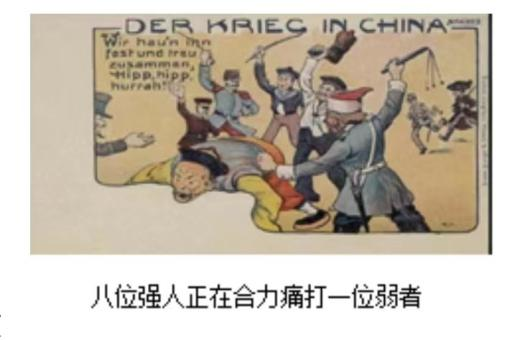 DER KRIEG IN CHINA
Wir hau'n ihn
fest und treu
zusammen,
"Hipp, hipp,
hurrah!"
八位强人正在合力痛打一位弱者